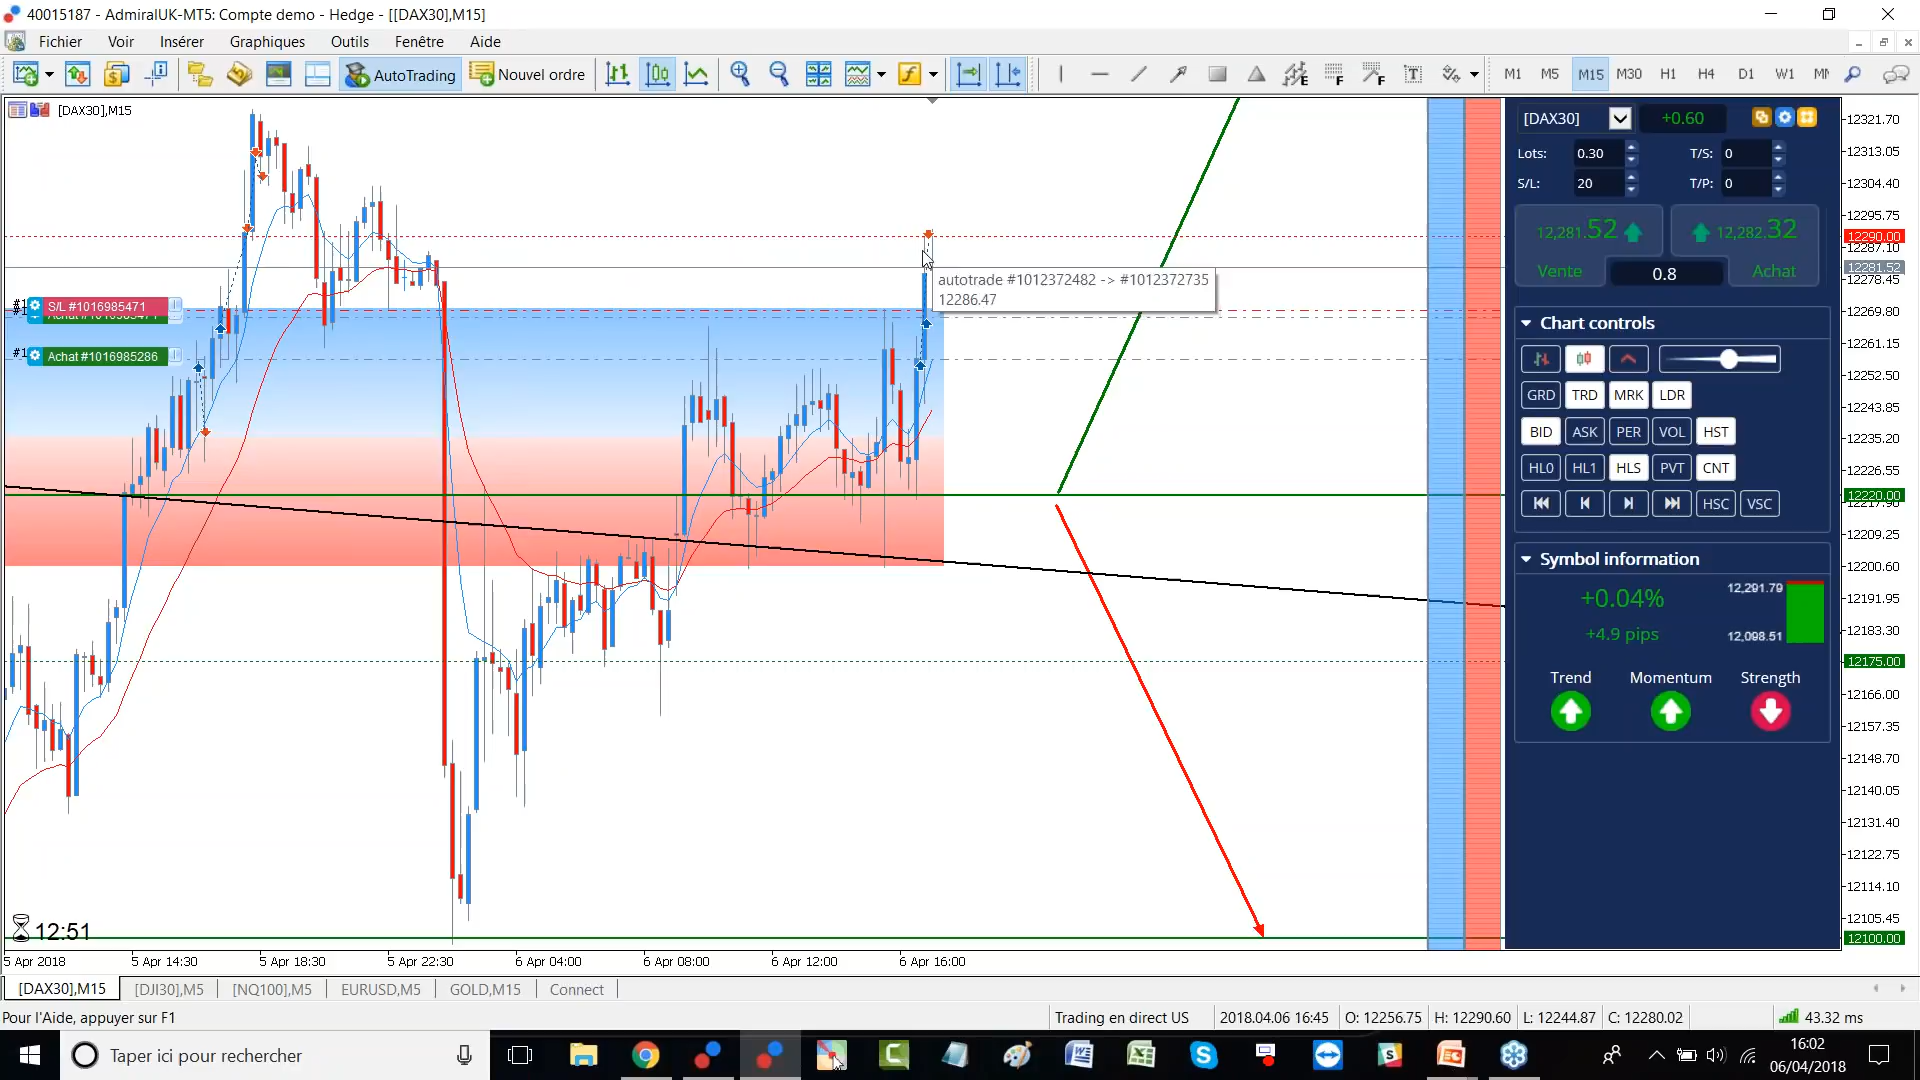 40015187 - AdmiralUK-MT5: Compte demo - Hedge - [[DAX30],M15]
Fichier Voir Insérer Graphiques Outils Fenêtre Aide
AutoTrading Nouvel ordre M1 M5 M15 M30 H1 H4 D1 W1
[DAX30],M15
[DAX30] +0.60
Lots: 0.30 T/S: 0
S/L: 20 T/P: 0
12,281.52 12,282.32
Vente 0.8 Achat
Chart controls
GRD TRD MRK LDR
BID ASK PER VOL HST
HL0 HL1 HLS PVT CNT
HSC VSC
Symbol information
+0.04% 12,291.79
+4.9 pips 12,098.51
Trend Momentum Strength
12321.70
12313.05
12304.40
12295.75
12290.00
12287.10
12281.52
12278.45
12269.80
12261.15
12252.50
12243.85
12235.20
12226.55
12220.00
12217.90
12209.25
12200.60
12191.95
12183.30
12175.00
12166.00
12157.35
12148.70
12140.05
12131.40
12122.75
12114.10
12105.45
12100.00
autotrade #1012372482 -> #1012372735
12286.47
#1 S/L #1016985471
#1 Achat #1016985286
12:51
5 Apr 2018 5 Apr 14:30 5 Apr 18:30 5 Apr 22:30 6 Apr 04:00 6 Apr 08:00 6 Apr 12:00 6 Apr 16:00
[DAX30],M15 [DJI30],M5 [NQ100],M5 EURUSD,M5 GOLD,M15 Connect
Pour l'Aide, appuyer sur F1 Trading en direct US 2018.04.06 16:45 O: 12256.75 H: 12290.60 L: 12244.87 C: 12280.02 43.32 ms
Taper ici pour rechercher
16:02
06/04/2018